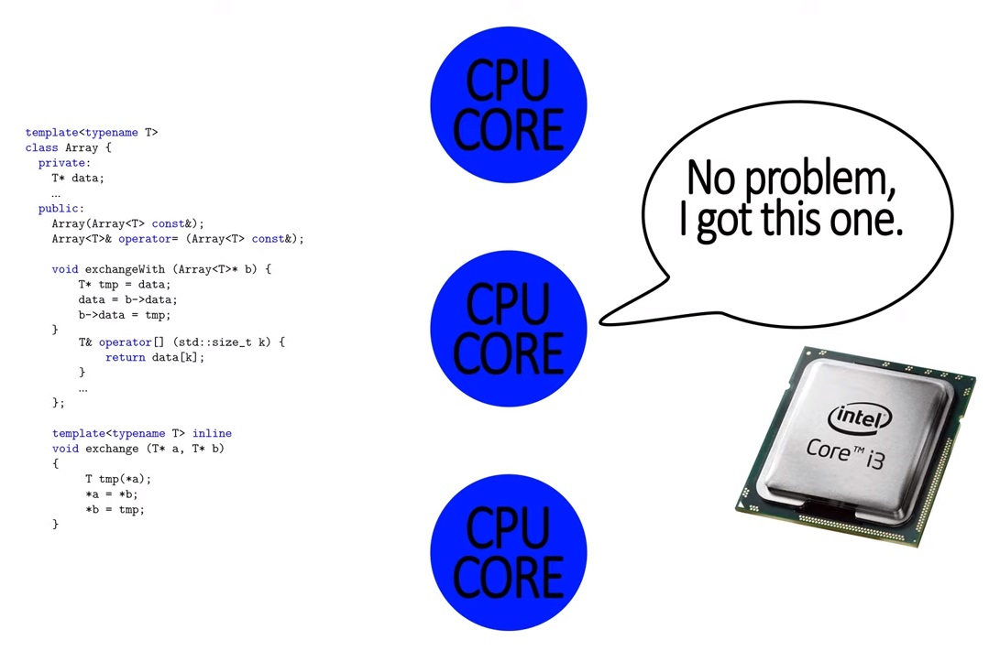 template<typename T>
class Array {
private:
T* data;
...
public:
Array(Array<T> const&);
Array<T>& operator= (Array<T> const&);
void exchangeWith (Array<T>* b) {
T* tmp = data;
data = b->data;
b->data = tmp;
}
T& operator[] (std::size_t k) {
return data[k];
}
...
};
template<typename T> inline
void exchange (T* a, T* b)
{
T tmp(*a);
*a = *b;
*b = tmp;
}
CPU
CORE
CPU
CORE
CPU
CORE
No problem,
I got this one.
intel
Core™ i3